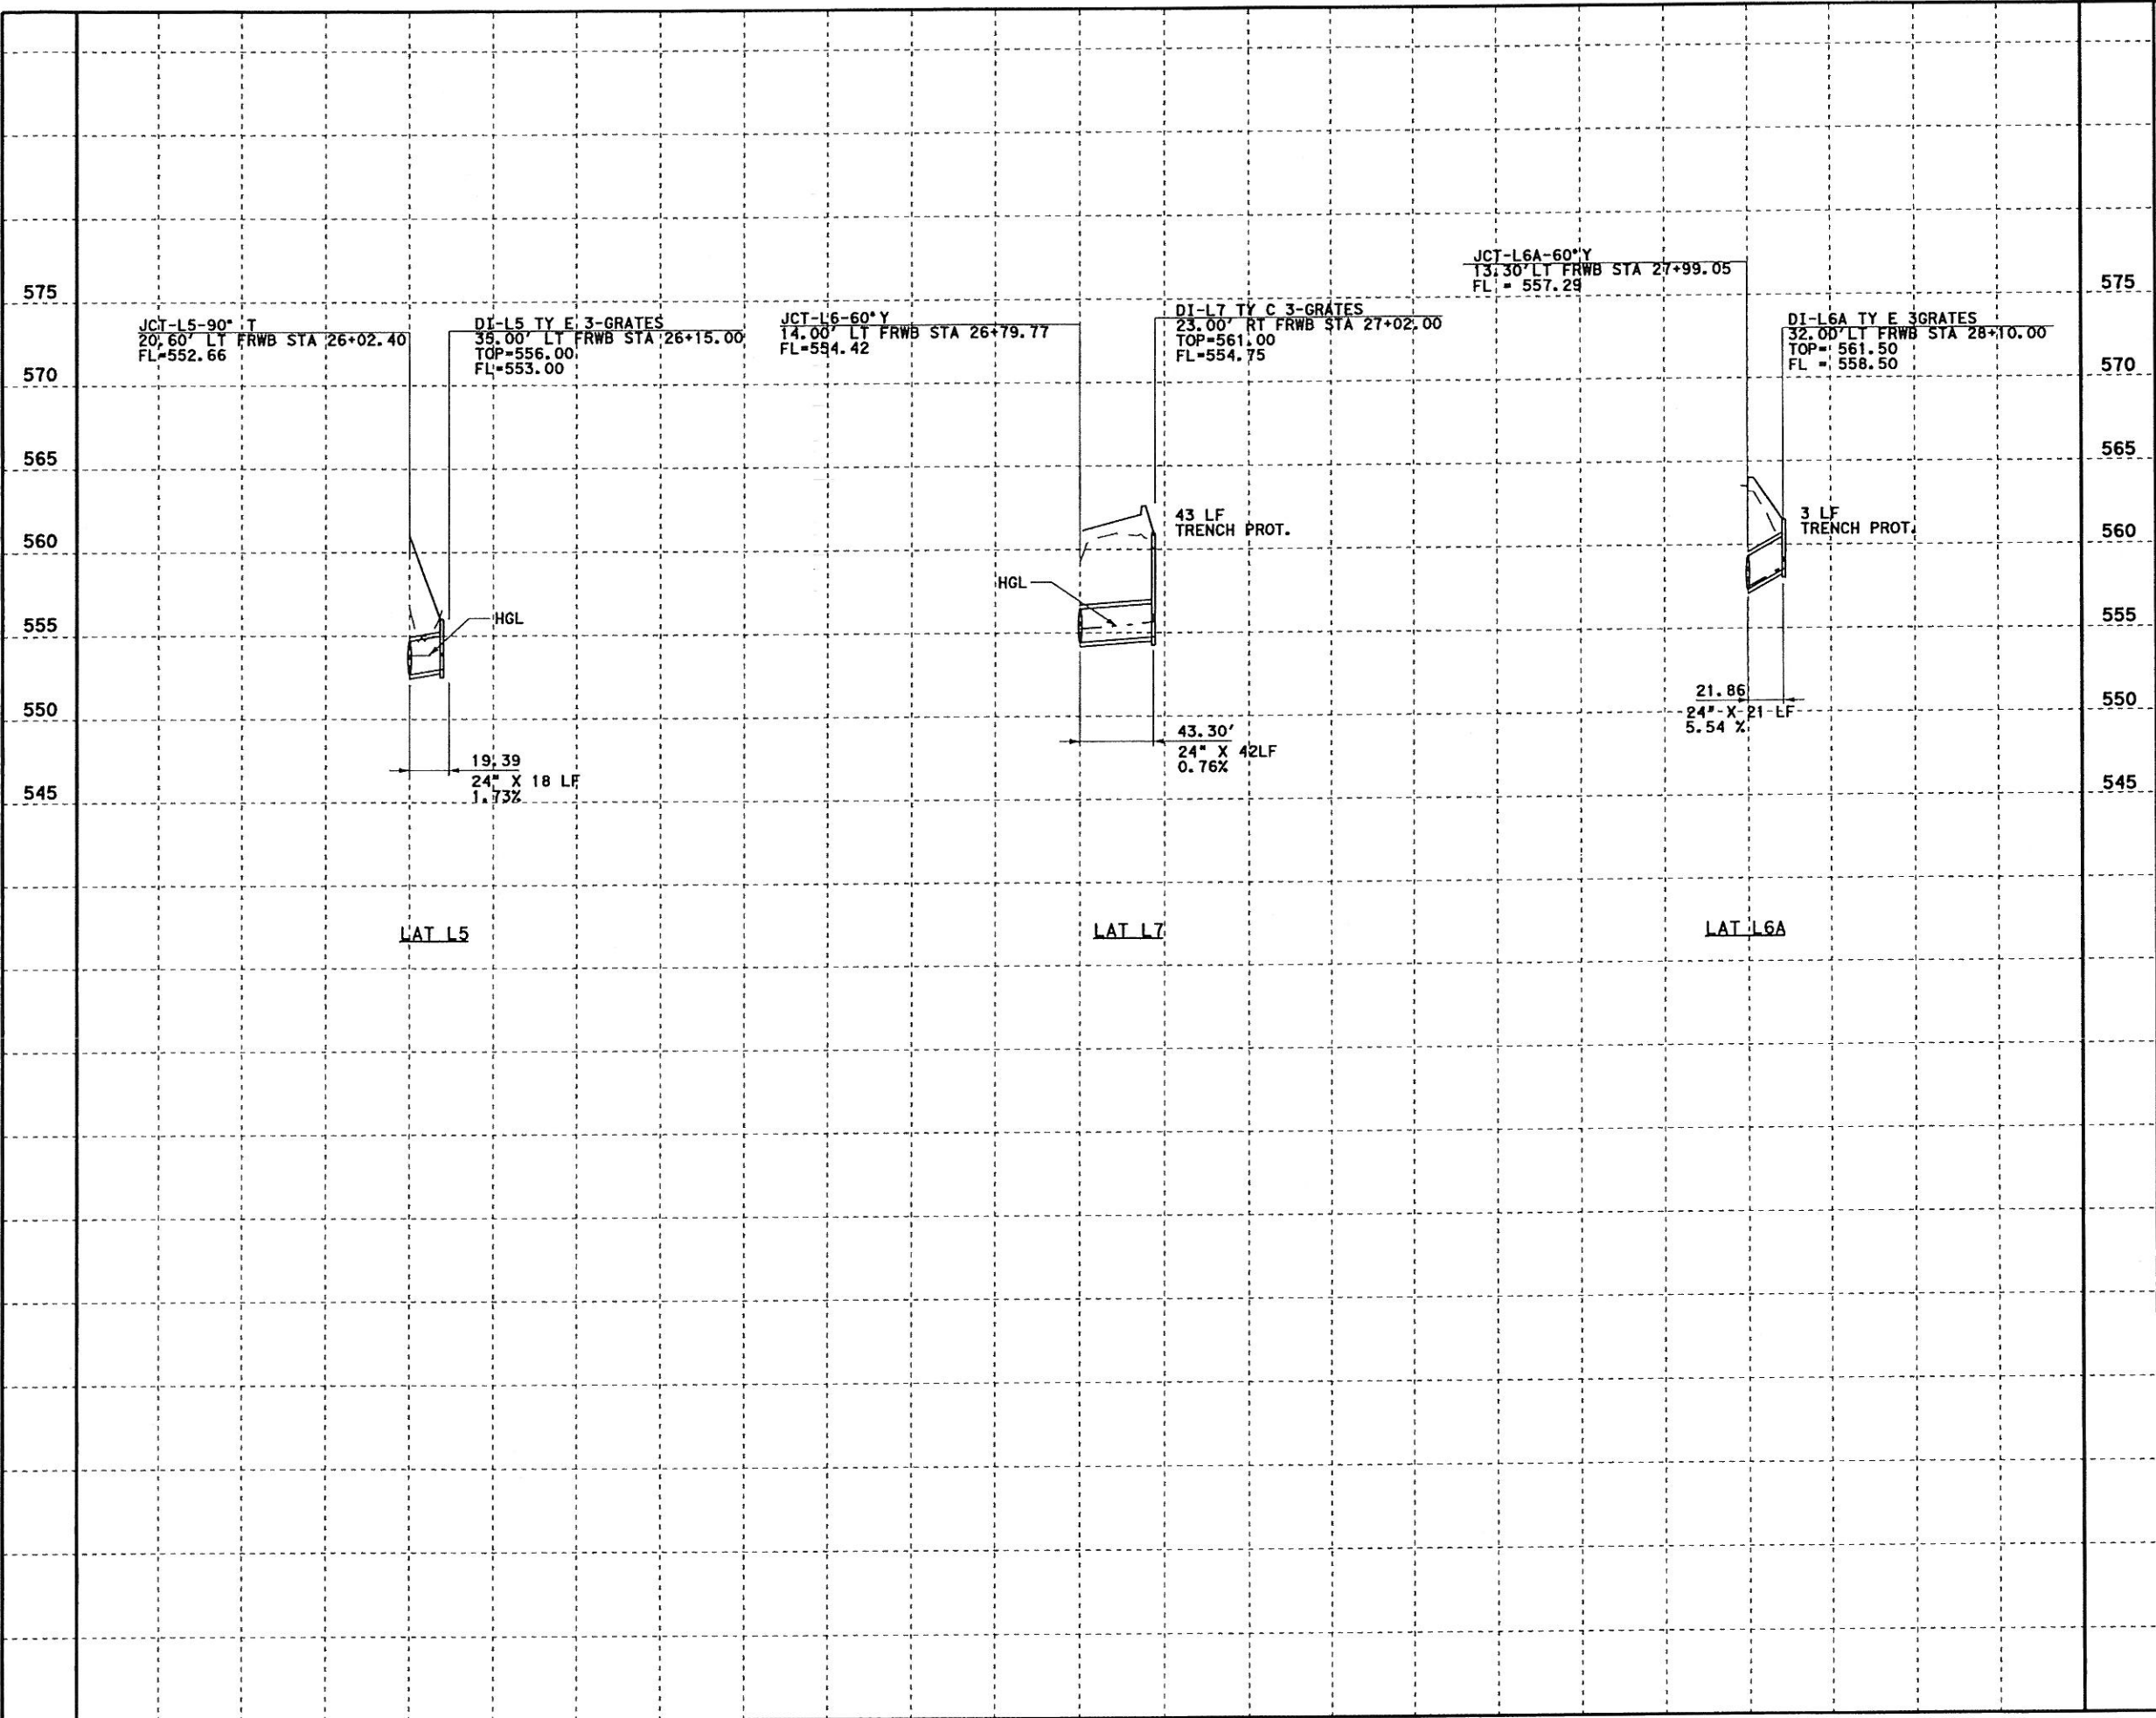 JCT-L6A-60°Y
13.30' LT FRWB STA 27+99.05
FL = 557.29
575
575
JCT-L5-90° T
20.60' LT FRWB STA 26+02.40
FL=552.66
DI-L5 TY E 3-GRATES
35.00' LT FRWB STA 26+15.00
TOP=556.00
FL=553.00
JCT-L6-60°Y
14.00' LT FRWB STA 26+79.77
FL=554.42
DI-L7 TY C 3-GRATES
23.00' RT FRWB STA 27+02.00
TOP=561.00
FL=554.75
DI-L6A TY E 3GRATES
32.00'LT FRWB STA 28+10.00
TOP= 561.50
FL = 558.50
570
570
565
565
43 LF
TRENCH PROT.
3 LF
TRENCH PROT.
560
560
HGL
HGL
555
555
550
550
21.86
24" X 21 LF
5.54 %
43.30'
24" X 42LF
0.76%
19.39
24" X 18 LF
1.73%
545
545
LAT L5
LAT L7
LAT L6A